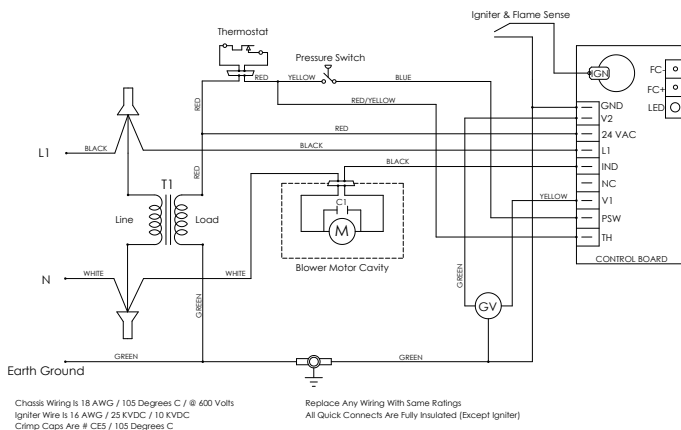 Igniter & Flame Sense
Thermostat
Pressure Switch
IGN
FC-
FC+
LED
RED
YELLOW
BLUE
RED
RED/YELLOW
GND
V2
RED
24 VAC
L1
BLACK
BLACK
L1
BLACK
IND
RED
NC
T1
C1
YELLOW
V1
Line
Load
M
PSW
TH
Blower Motor Cavity
CONTROL BOARD
N
WHITE
WHITE
GREEN
GREEN
GV
GREEN
GREEN
Earth Ground
Chassis Wiring Is 18 AWG / 105 Degrees C / @ 600 Volts
Igniter Wire Is 16 AWG / 25 KVDC / 10 KVDC
Crimp Caps Are # CE5 / 105 Degrees C
Replace Any Wiring With Same Ratings
All Quick Connects Are Fully Insulated (Except Igniter)